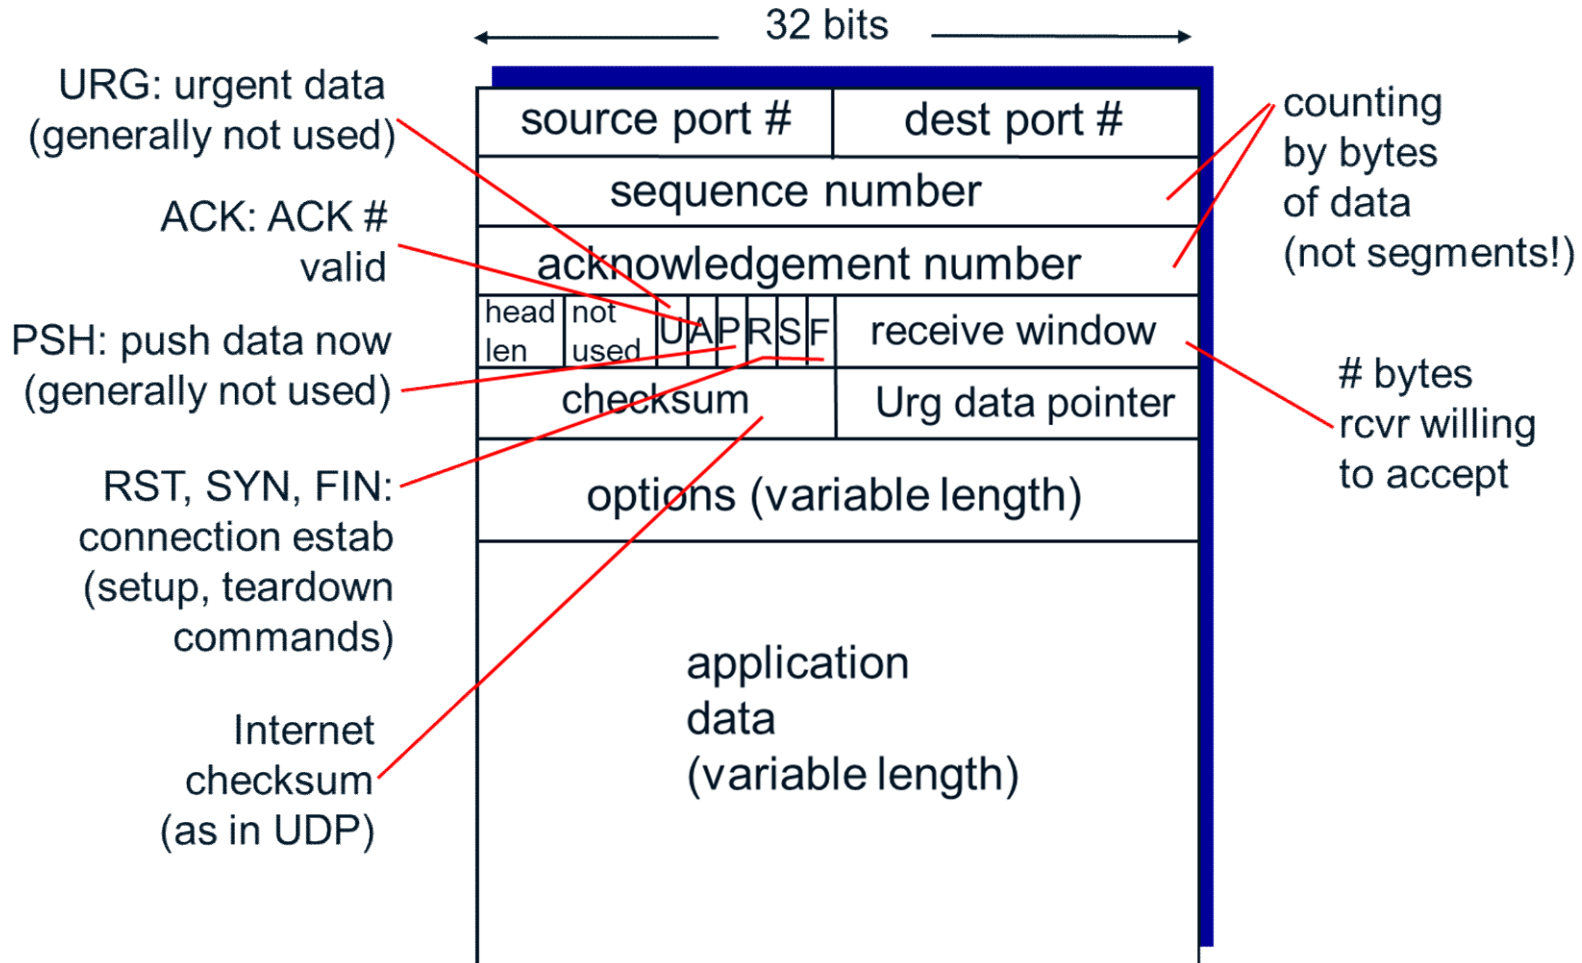 32 bits
URG: urgent data
(generally not used)
ACK: ACK #
valid
PSH: push data now
(generally not used)
RST, SYN, FIN:
connection estab
(setup, teardown
commands)
Internet
checksum
(as in UDP)
source port #
dest port #
sequence number
acknowledgement number
head
len
not
used
U
A
P
R
S
F
receive window
checksum
Urg data pointer
options (variable length)
application
data
(variable length)
counting
by bytes
of data
(not segments!)
# bytes
rcvr willing
to accept